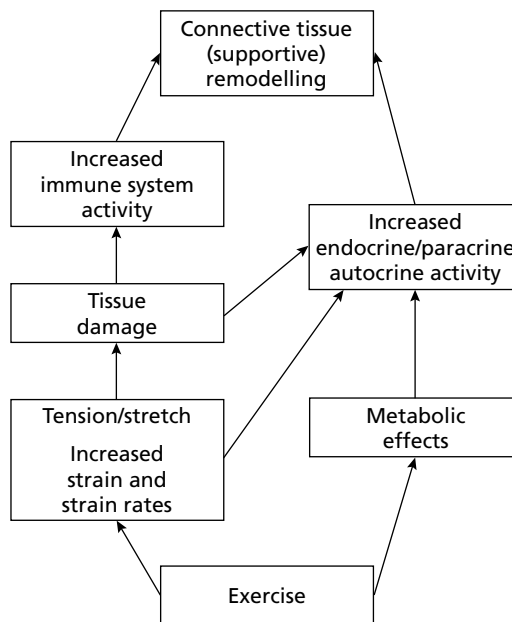 Connective tissue
(supportive)
remodelling
Increased
immune system
activity
Increased
endocrine/paracrine
autocrine activity
Tissue
damage
Tension/stretch
Increased
strain and
strain rates
Metabolic
effects
Exercise